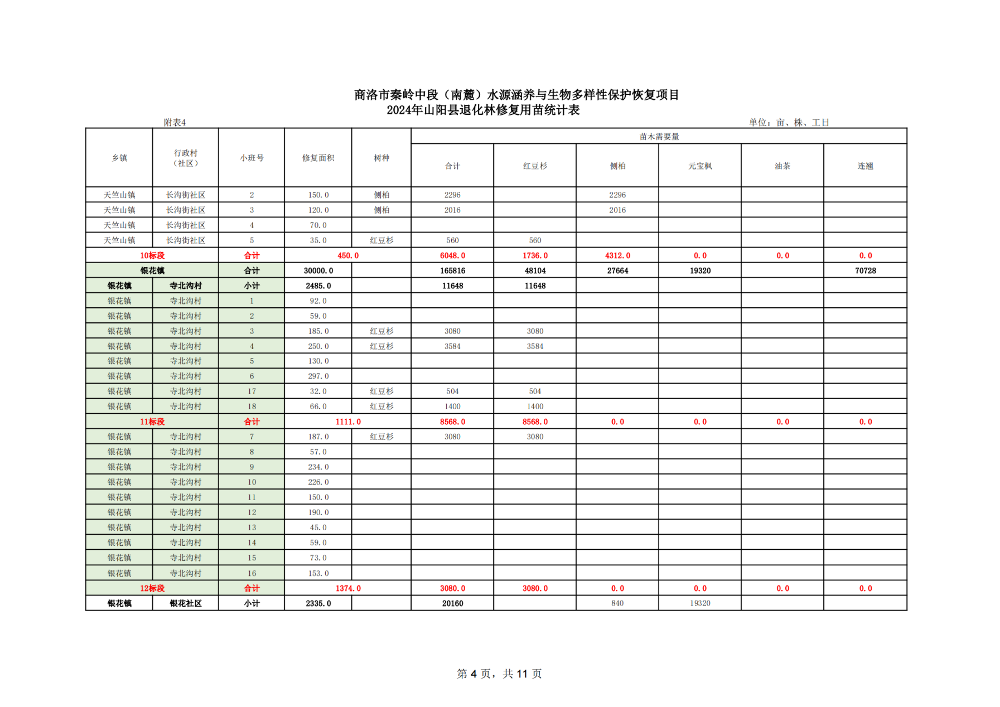 商洛市秦岭中段（南麓）水源涵养与生物多样性保护恢复项目
2024年山阳县退化林修复用苗统计表
附表4 单位：亩、株、工日
乡镇 行政村（社区） 小班号 修复面积 树种 苗木需要量
合计 红豆杉 侧柏 元宝枫 油茶 连翘
天竺山镇 长沟街社区 2 150.0 侧柏 2296 2296
天竺山镇 长沟街社区 3 120.0 侧柏 2016 2016
天竺山镇 长沟街社区 4 70.0
天竺山镇 长沟街社区 5 35.0 红豆杉 560 560
10标段 合计 450.0 6048.0 1736.0 4312.0 0.0 0.0 0.0
银花镇 合计 30000.0 165816 48104 27664 19320 70728
银花镇 寺北沟村 小计 2485.0 11648 11648
银花镇 寺北沟村 1 92.0
银花镇 寺北沟村 2 59.0
银花镇 寺北沟村 3 185.0 红豆杉 3080 3080
银花镇 寺北沟村 4 250.0 红豆杉 3584 3584
银花镇 寺北沟村 5 130.0
银花镇 寺北沟村 6 297.0
银花镇 寺北沟村 17 32.0 红豆杉 504 504
银花镇 寺北沟村 18 66.0 红豆杉 1400 1400
11标段 合计 1111.0 8568.0 8568.0 0.0 0.0 0.0 0.0
银花镇 寺北沟村 7 187.0 红豆杉 3080 3080
银花镇 寺北沟村 8 57.0
银花镇 寺北沟村 9 234.0
银花镇 寺北沟村 10 226.0
银花镇 寺北沟村 11 150.0
银花镇 寺北沟村 12 190.0
银花镇 寺北沟村 13 45.0
银花镇 寺北沟村 14 59.0
银花镇 寺北沟村 15 73.0
银花镇 寺北沟村 16 153.0
12标段 合计 1374.0 3080.0 3080.0 0.0 0.0 0.0 0.0
银花镇 银花社区 小计 2335.0 20160 840 19320
第 4 页，共 11 页